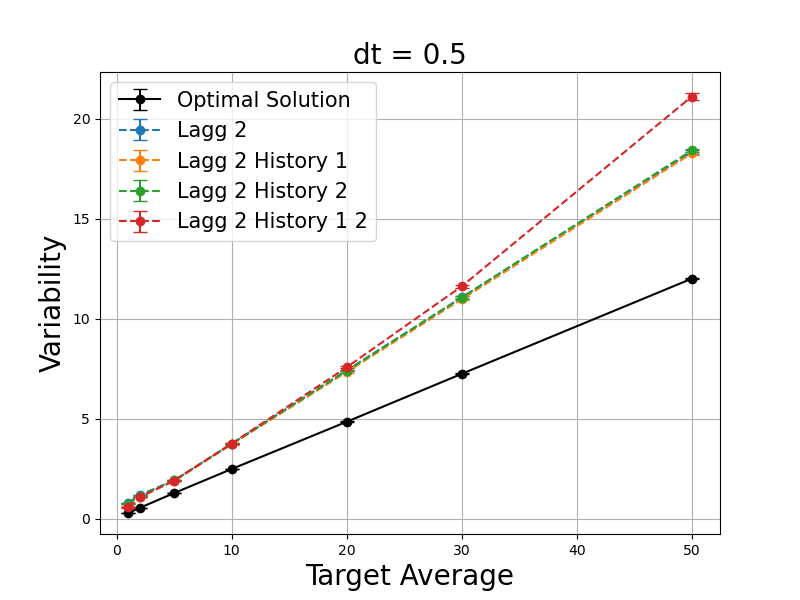 dt = 0.5
Optimal Solution
Lagg 2
Lagg 2 History 1
Lagg 2 History 2
Lagg 2 History 1 2
Variability
20
15
10
5
0
0 10 20 30 40 50
Target Average